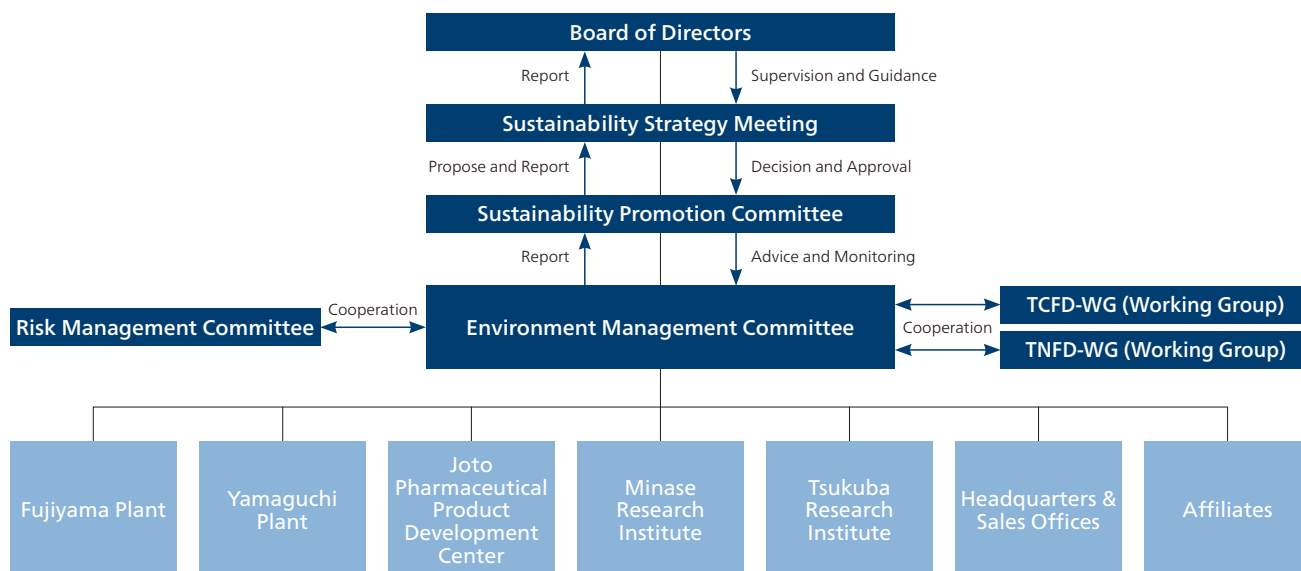 Board of Directors
Report
Supervision and Guidance
Sustainability Strategy Meeting
Propose and Report
Decision and Approval
Sustainability Promotion Committee
Report
Advice and Monitoring
Risk Management Committee
Cooperation
Environment Management Committee
TCFD-WG (Working Group)
Cooperation
TNFD-WG (Working Group)
Fujiyama Plant
Yamaguchi
Plant
Joto
Pharmaceutical
Product
Development
Center
Minase
Research
Institute
Tsukuba
Research
Institute
Headquarters &
Sales Offices
Affiliates